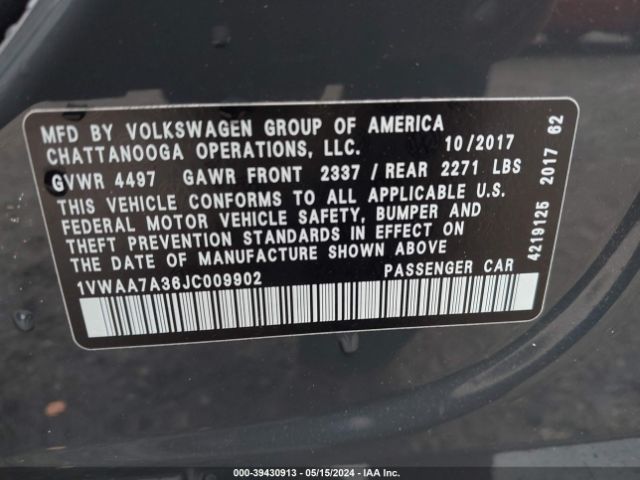 MFD BY VOLKSWAGEN GROUP OF AMERICA
CHATTANOOGA OPERATIONS, LLC. 10/2017
GVWR 4497 GAWR FRONT 2337 / REAR 2271 LBS
THIS VEHICLE CONFORMS TO ALL APPLICABLE U.S.
FEDERAL MOTOR VEHICLE SAFETY, BUMPER AND
THEFT PREVENTION STANDARDS IN EFFECT ON
THE DATE OF MANUFACTURE SHOWN ABOVE
1VWAA7A36JC009902 PASSENGER CAR
4219125 2017 62
000-39430913 - 05/15/2024 - IAA Inc.